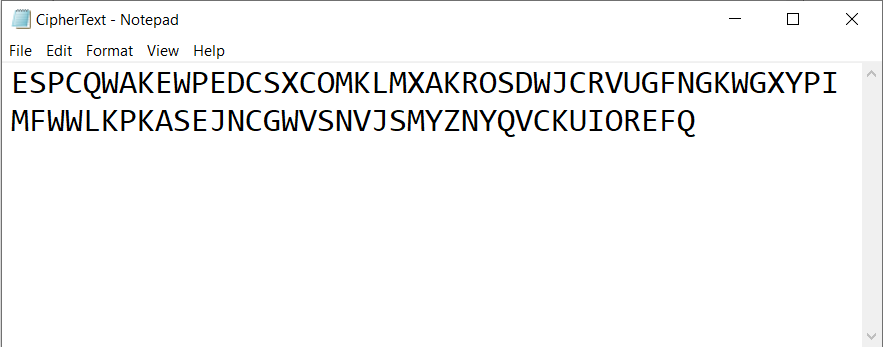 CipherText - Notepad
File Edit Format View Help
ESPCQWAKEWPEDCSXCOMKLMXAKROSDWJCRVUGFNGKWGXYPI
MFWWLKPKASEJNCGWVSNVJSMYZNYQVCKUIOREFQ